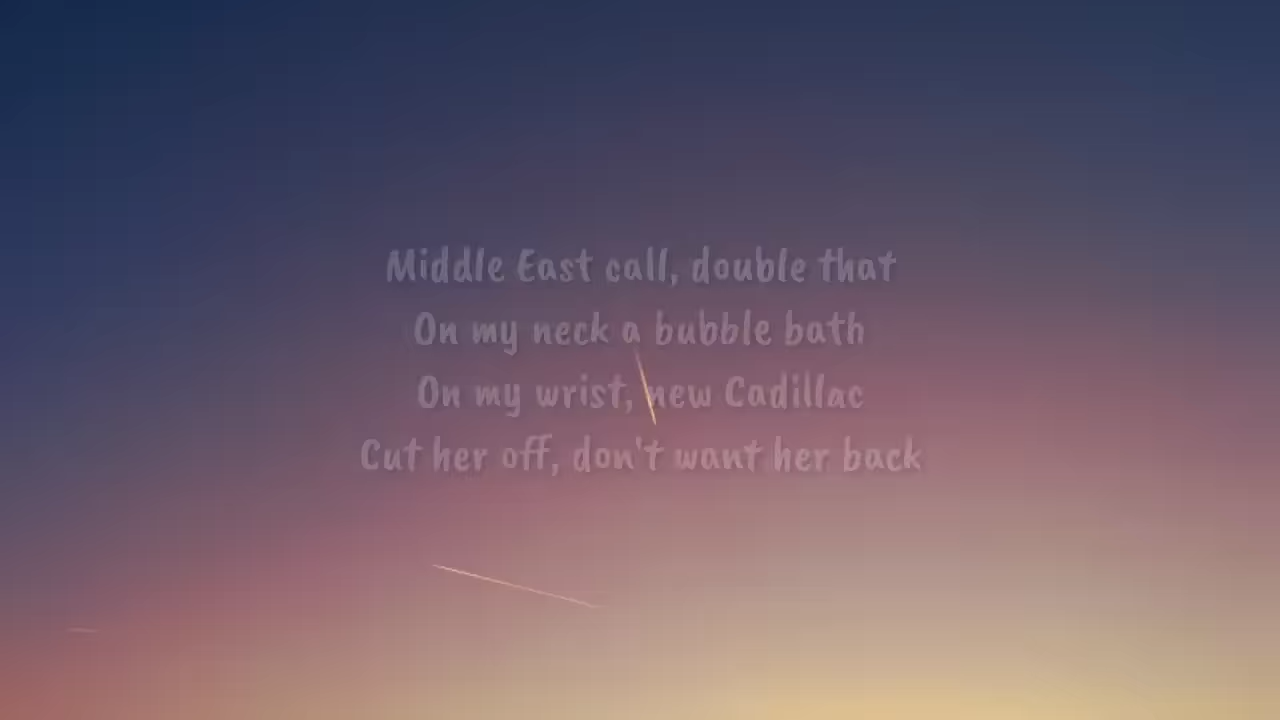 Middle East call, double that
On my neck a bubble bath
On my wrist, new Cadillac
Cut her off, don't want her back